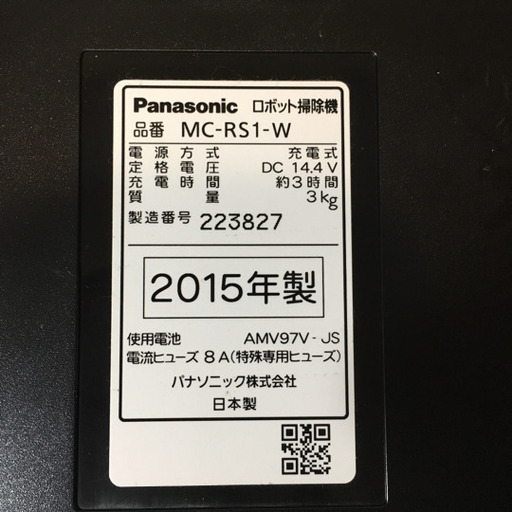 Panasonic ロボット掃除機
品番 MC-RS1-W
電源方式 充電式
定格電圧 DC 14.4 V
充電時間 約3時間
質量 3kg
製造番号 223827
2015年製
使用電池 AMV97V-JS
電流ヒューズ 8A(特殊専用ヒューズ)
パナソニック株式会社
日本製